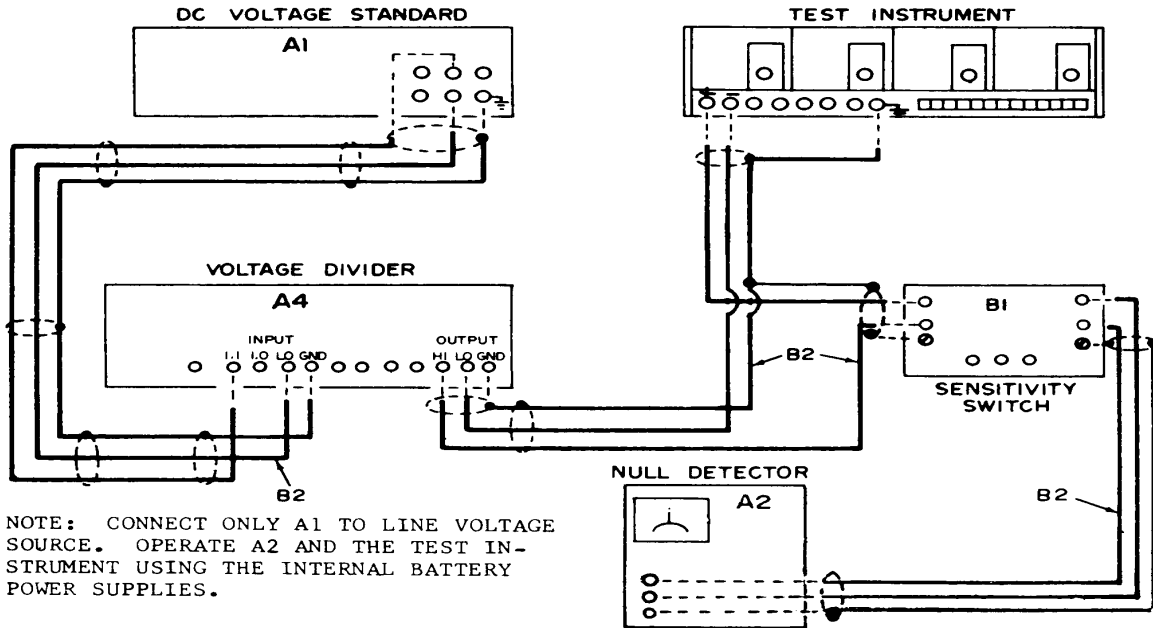 DC VOLTAGE STANDARD
A1
TEST INSTRUMENT
+ −
VOLTAGE DIVIDER
A4
INPUT
1.1 1.0 LO GND
OUTPUT
HI LO GND
B2
B2
B1
SENSITIVITY
SWITCH
NULL DETECTOR
A2
B2
NOTE: CONNECT ONLY A1 TO LINE VOLTAGE
SOURCE. OPERATE A2 AND THE TEST IN-
STRUMENT USING THE INTERNAL BATTERY
POWER SUPPLIES.